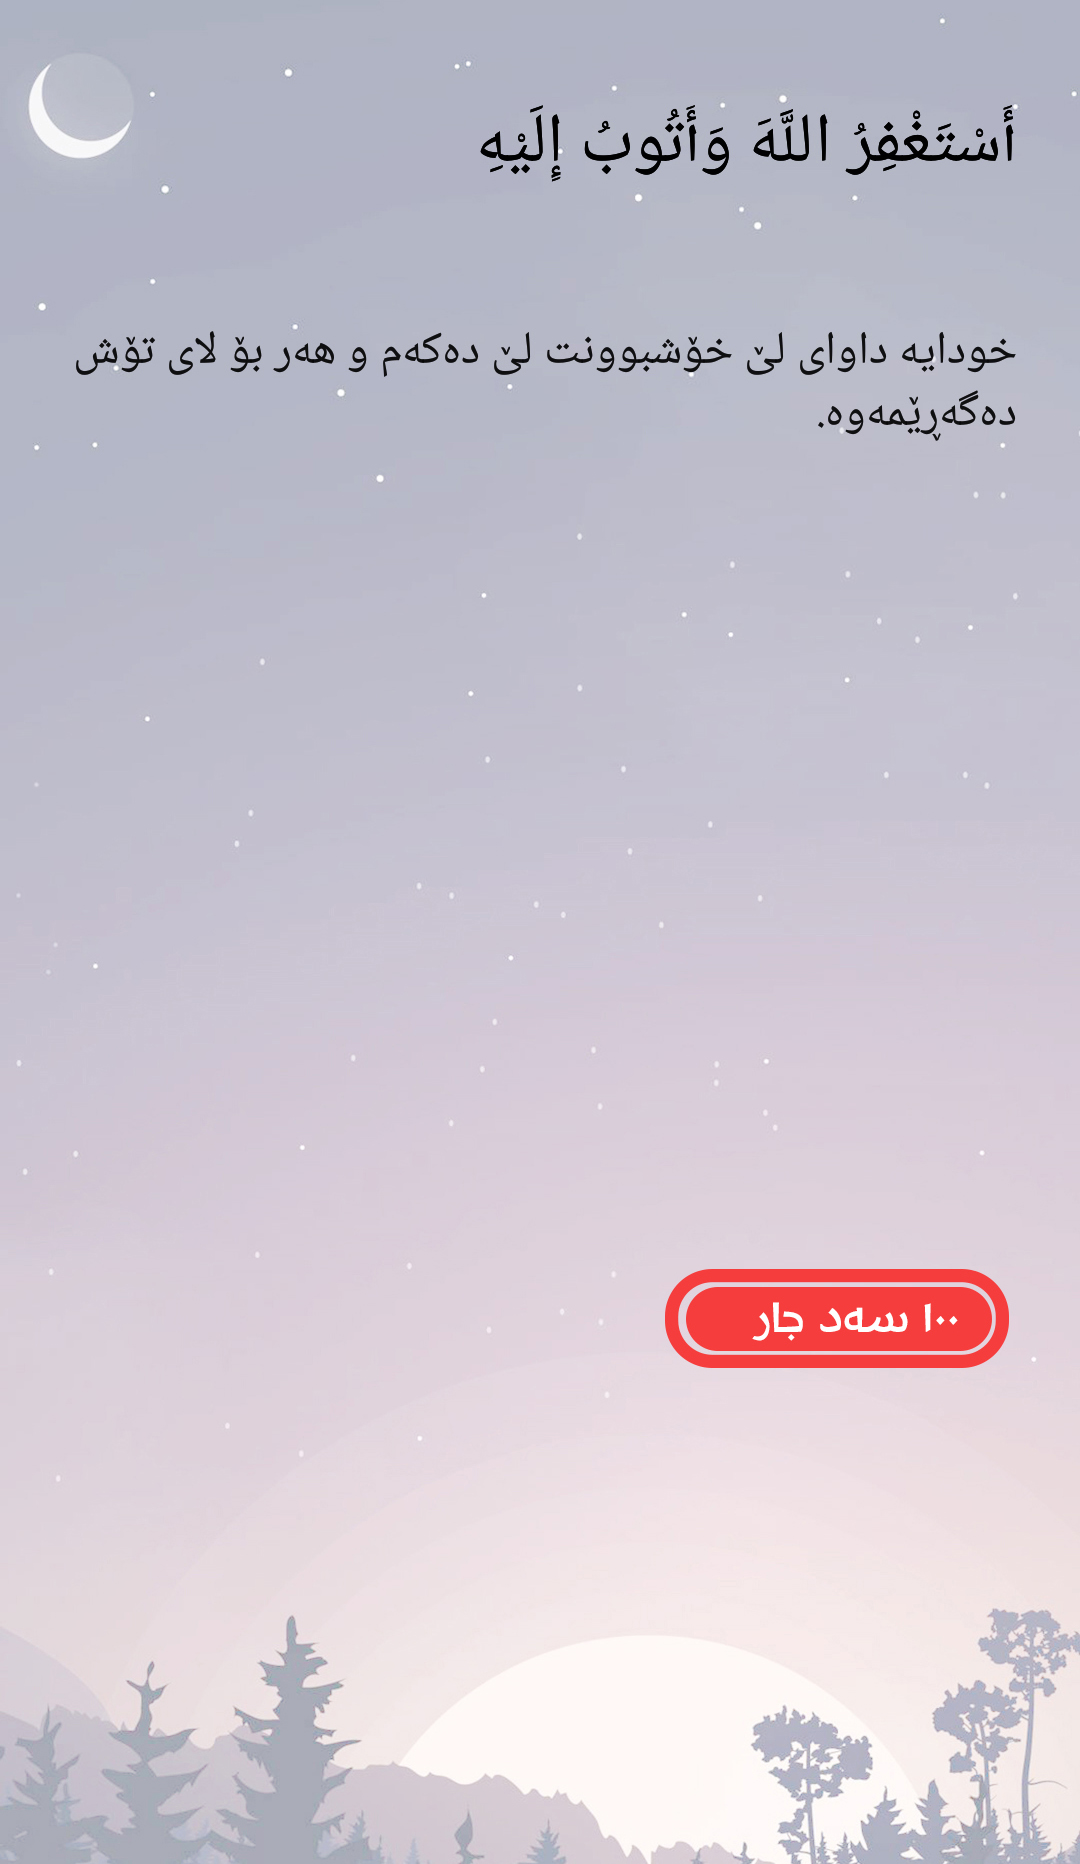 أَسْتَغْفِرُ اللَّهَ وَأَتُوبُ إِلَيْهِ
خودایە داوای لێ خۆشبوونت لێ دەکەم و هەر بۆ لای تۆش
دەگەڕێمەوە.
١٠٠ سەد جار